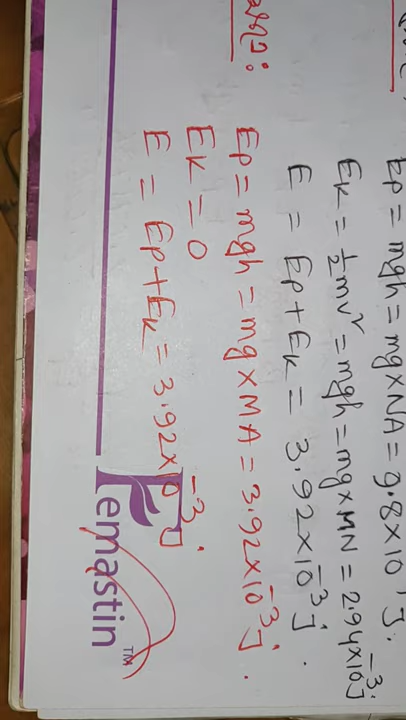 Ep = mgh = mg×NA = 9.8×10 J.
Ek = ½mv² = mgh = mg×MN = 2.94×10⁻³J
E = Ep+Ek = 3.92×10⁻³j.
Ep = mgh = mg×MA = 3.92×10⁻³j.
Ek = 0
E = Ep+Ek = 3.92×10⁻³j
Femastin™